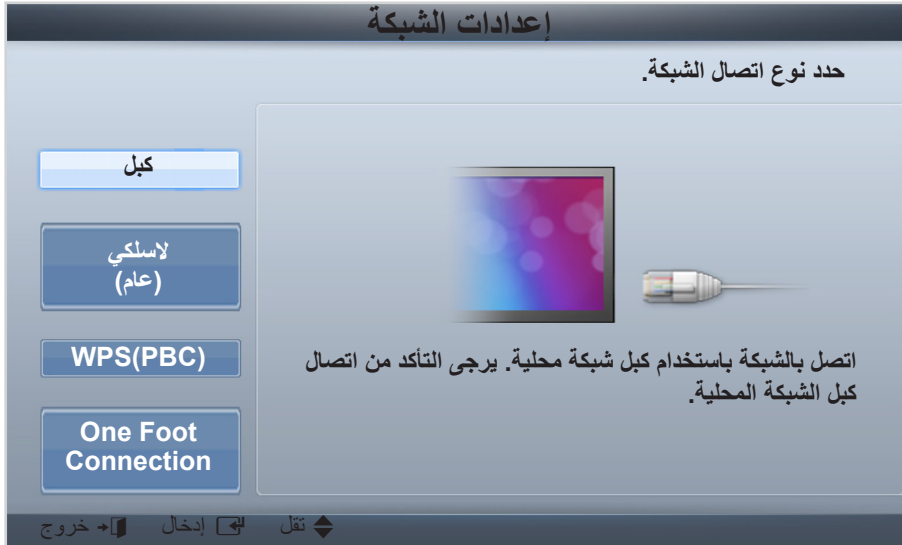 إعدادات الشبكة
حدد نوع اتصال الشبكة.
كبل
لاسلكي
(عام)
WPS(PBC)
One Foot
Connection
اتصل بالشبكة باستخدام كبل شبكة محلية. يرجى التأكد من اتصال
كبل الشبكة المحلية.
تقل إدخال خروج